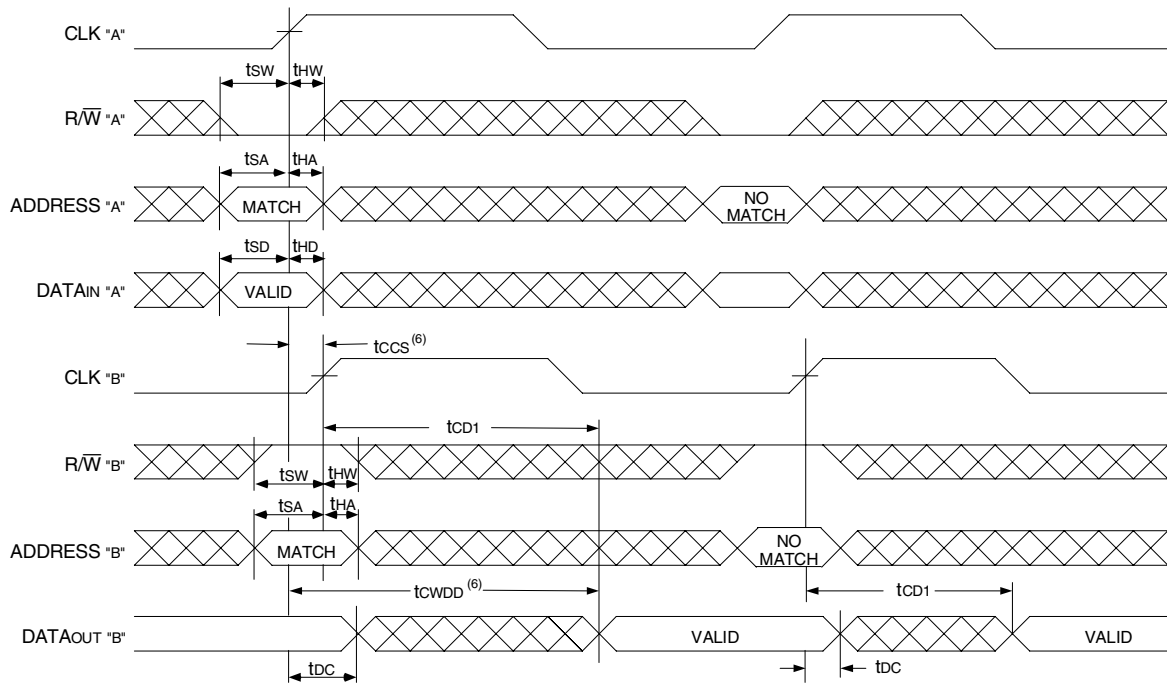 CLK "A"
tSW tHW
R/W̅ "A"
tSA tHA
ADDRESS "A" MATCH NO MATCH
tSD tHD
DATAIN "A" VALID
tCCS(6)
CLK "B"
tCD1
R/W̅ "B"
tSW tHW
tSA tHA
ADDRESS "B" MATCH NO MATCH
tCWDD(6) tCD1
DATAOUT "B" VALID VALID
tDC tDC